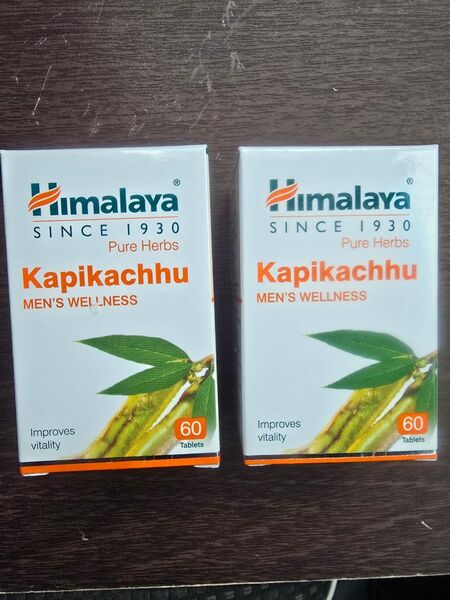 Himalaya®
SINCE 1930
Pure Herbs
Kapikachhu
MEN'S WELLNESS
Improves
vitality
60
Tablets
Himalaya®
SINCE 1930
Pure Herbs
Kapikachhu
MEN'S WELLNESS
Improves
vitality
60
Tablets